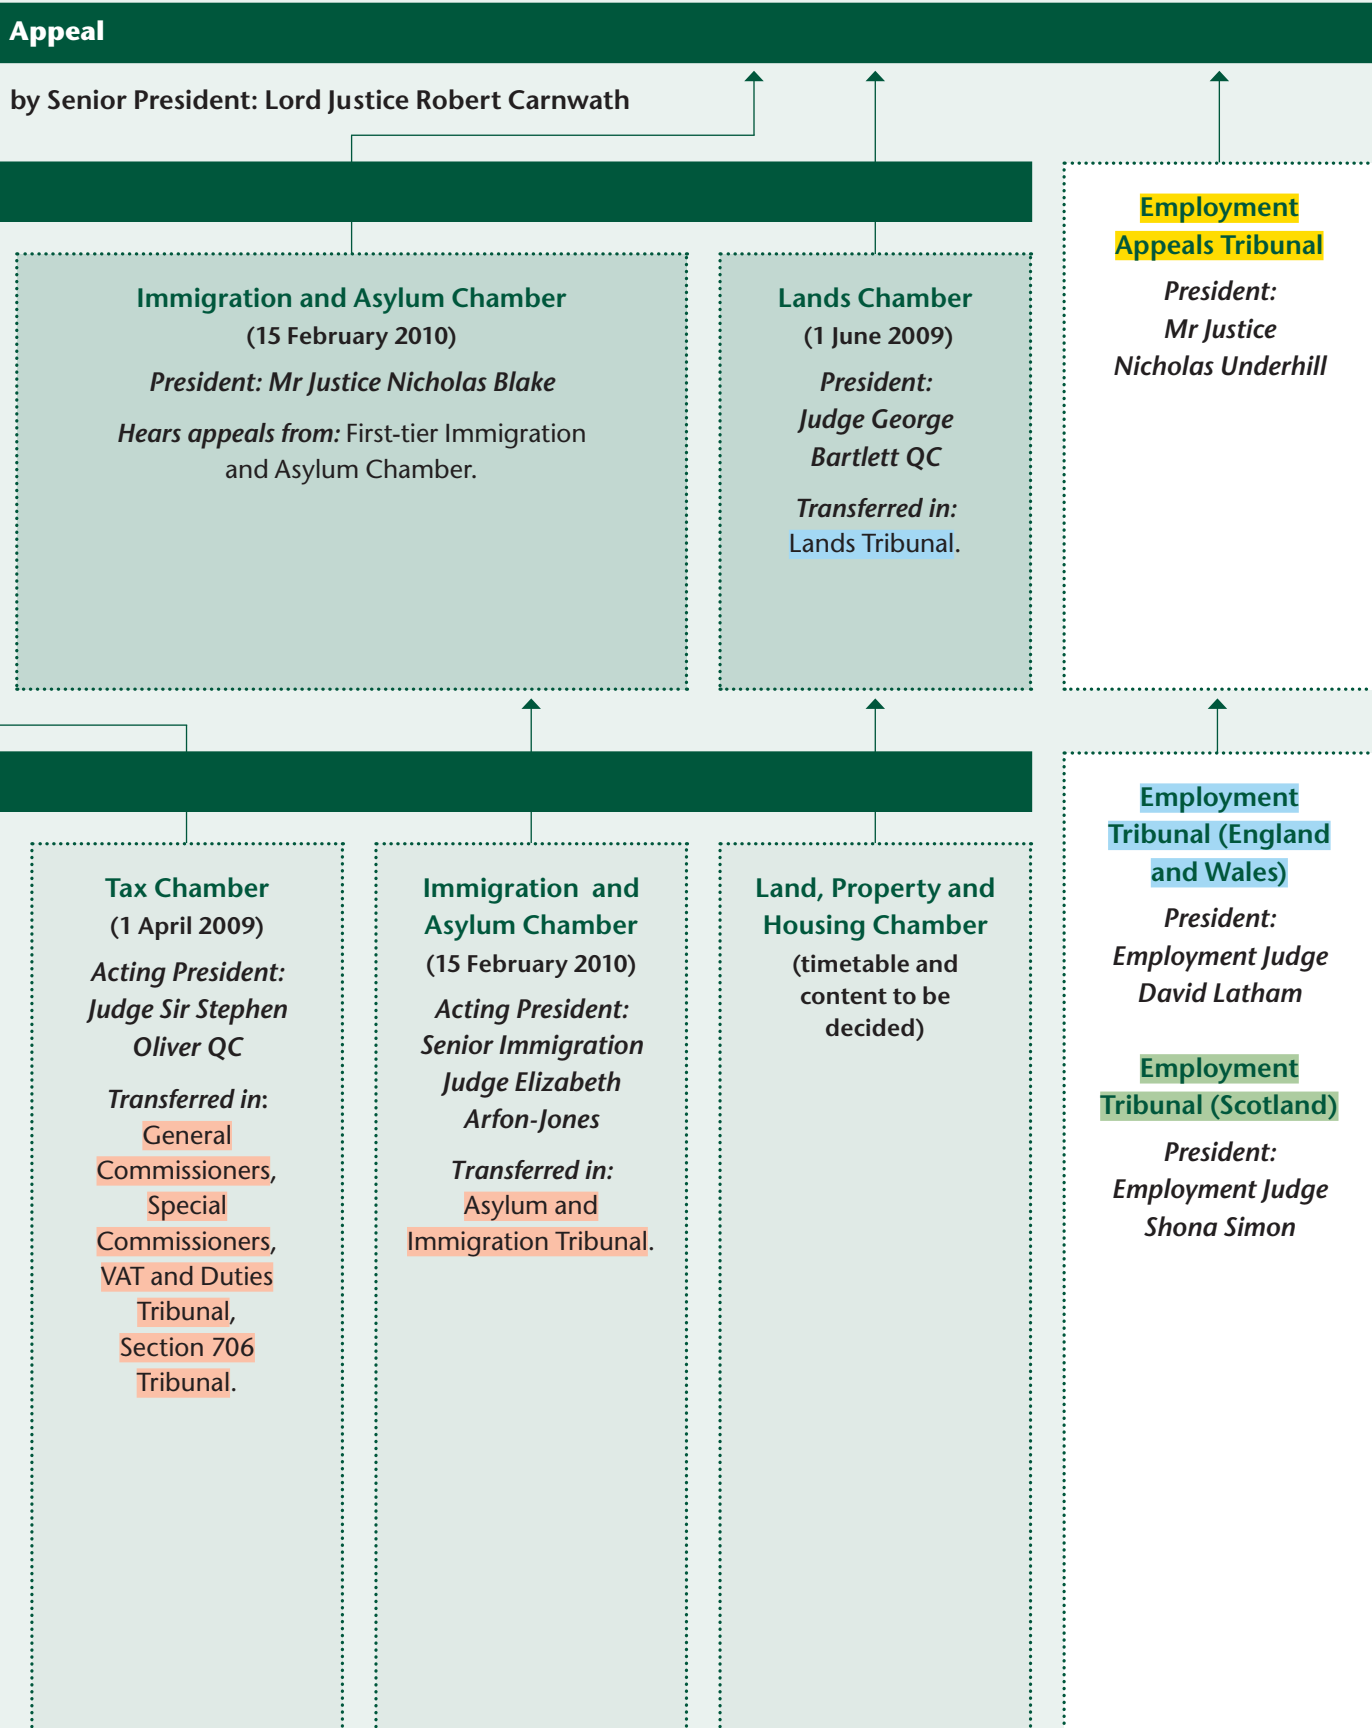 Appeal
by Senior President: Lord Justice Robert Carnwath
Immigration and Asylum Chamber
(15 February 2010)
President: Mr Justice Nicholas Blake
Hears appeals from: First-tier Immigration
and Asylum Chamber.
Lands Chamber
(1 June 2009)
President:
Judge George
Bartlett QC
Transferred in:
Lands Tribunal.
Employment
Appeals Tribunal
President:
Mr Justice
Nicholas Underhill
Tax Chamber
(1 April 2009)
Acting President:
Judge Sir Stephen
Oliver QC
Transferred in:
General
Commissioners,
Special
Commissioners,
VAT and Duties
Tribunal,
Section 706
Tribunal.
Immigration and
Asylum Chamber
(15 February 2010)
Acting President:
Senior Immigration
Judge Elizabeth
Arfon-Jones
Transferred in:
Asylum and
Immigration Tribunal.
Land, Property and
Housing Chamber
(timetable and
content to be
decided)
Employment
Tribunal (England
and Wales)
President:
Employment Judge
David Latham
Employment
Tribunal (Scotland)
President:
Employment Judge
Shona Simon